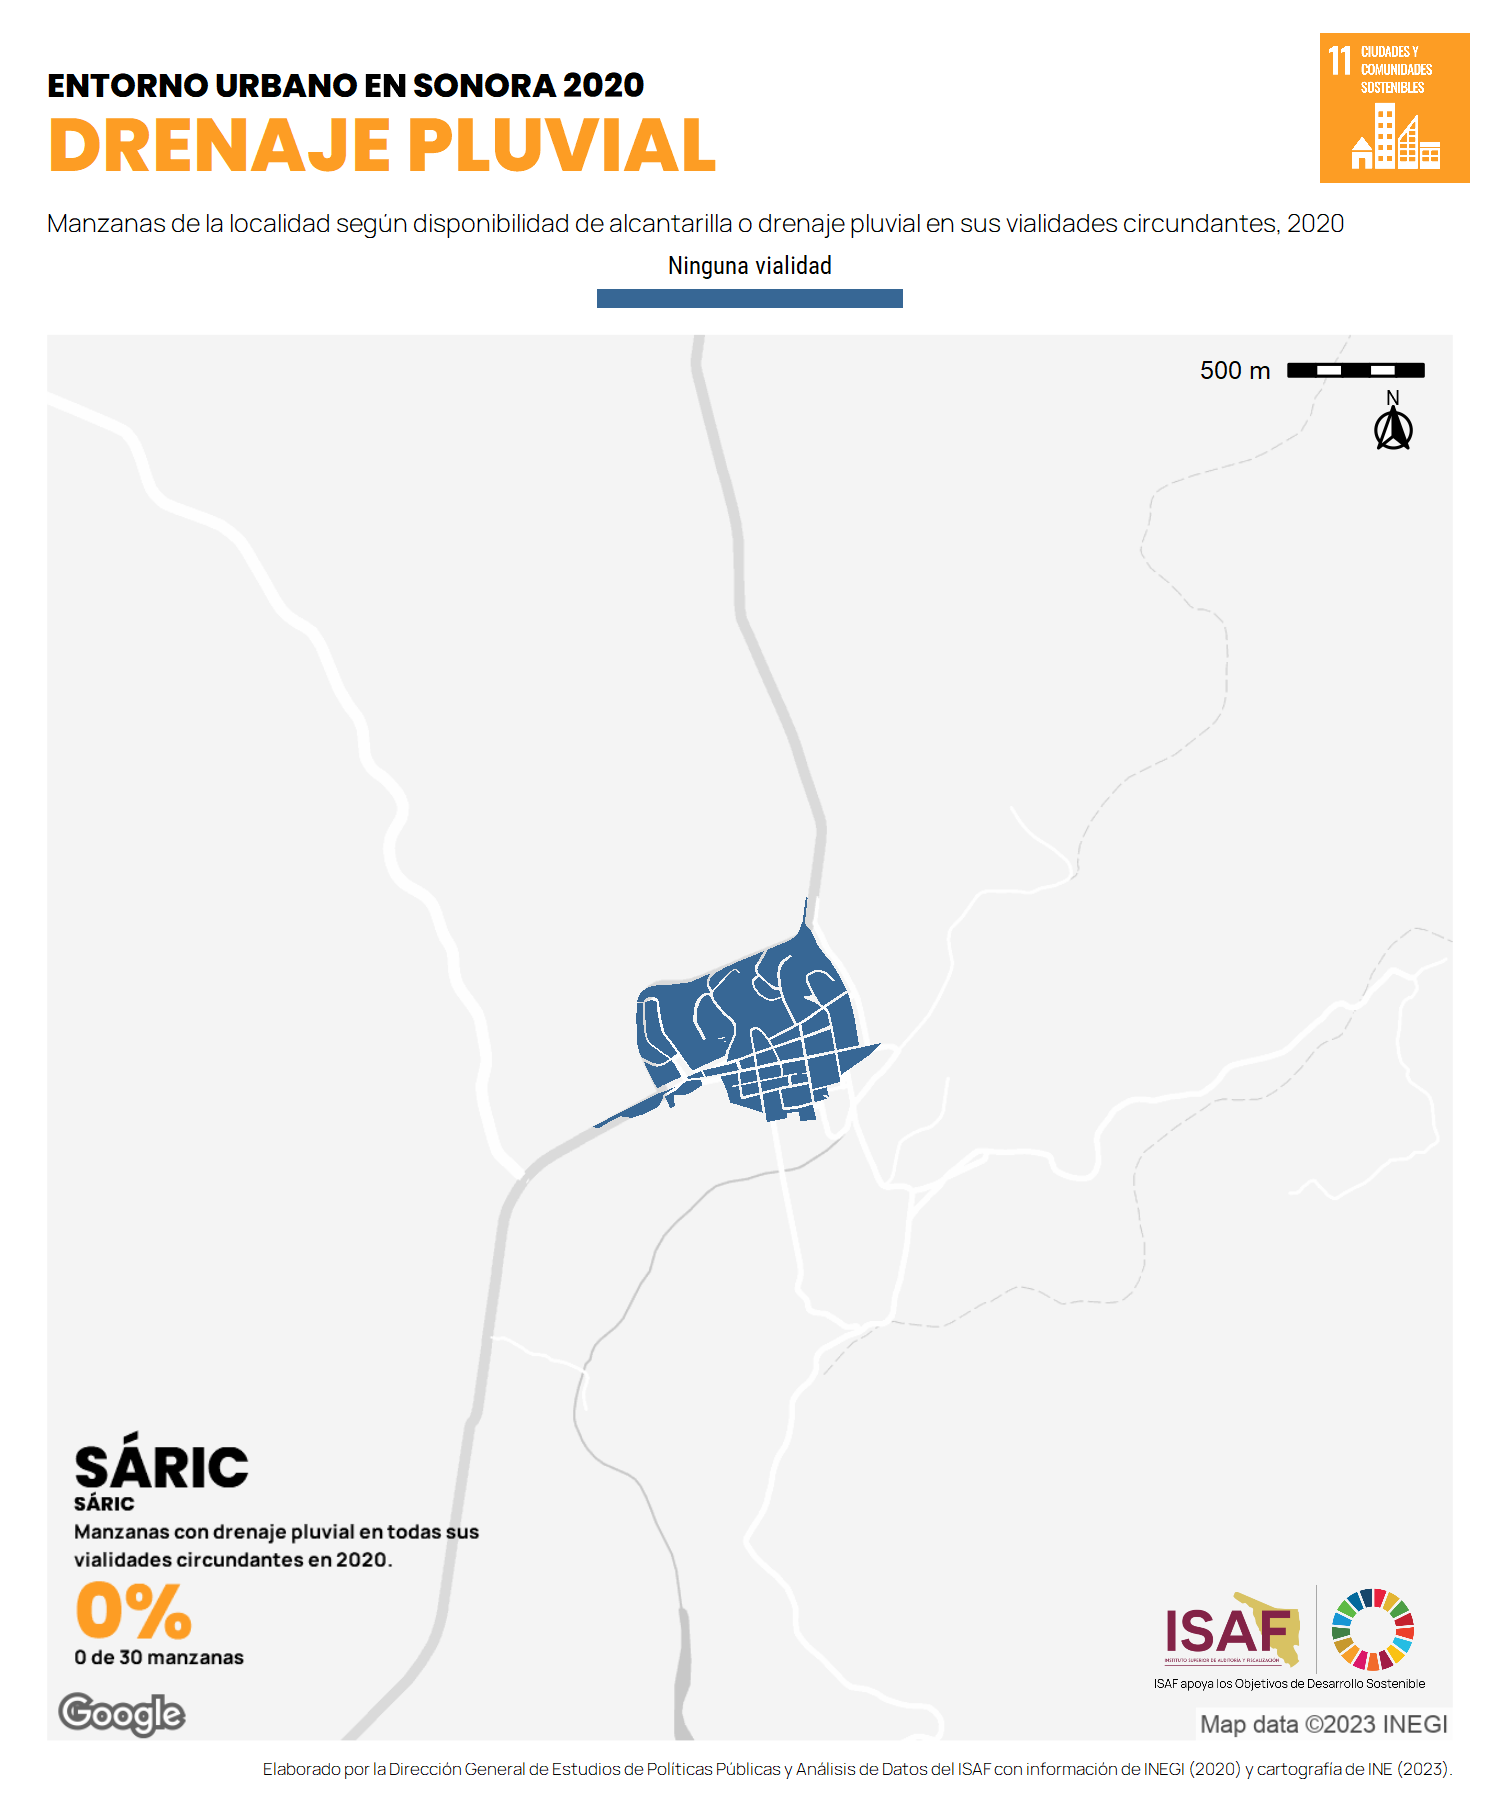 11 CIUDADES Y
COMUNIDADES
SOSTENIBLES
ENTORNO URBANO EN SONORA 2020
DRENAJE PLUVIAL
Manzanas de la localidad según disponibilidad de alcantarilla o drenaje pluvial en sus vialidades circundantes, 2020
Ninguna vialidad
500 m
N
SÁRIC
SÁRIC
Manzanas con drenaje pluvial en todas sus
vialidades circundantes en 2020.
0%
0 de 30 manzanas
Google
ISAF
INSTITUTO SUPERIOR DE AUDITORÍA Y FISCALIZACIÓN
ISAF apoya los Objetivos de Desarrollo Sostenible
Map data ©2023 INEGI
Elaborado por la Dirección General de Estudios de Políticas Públicas y Análisis de Datos del ISAF con información de INEGI (2020) y cartografía de INE (2023).